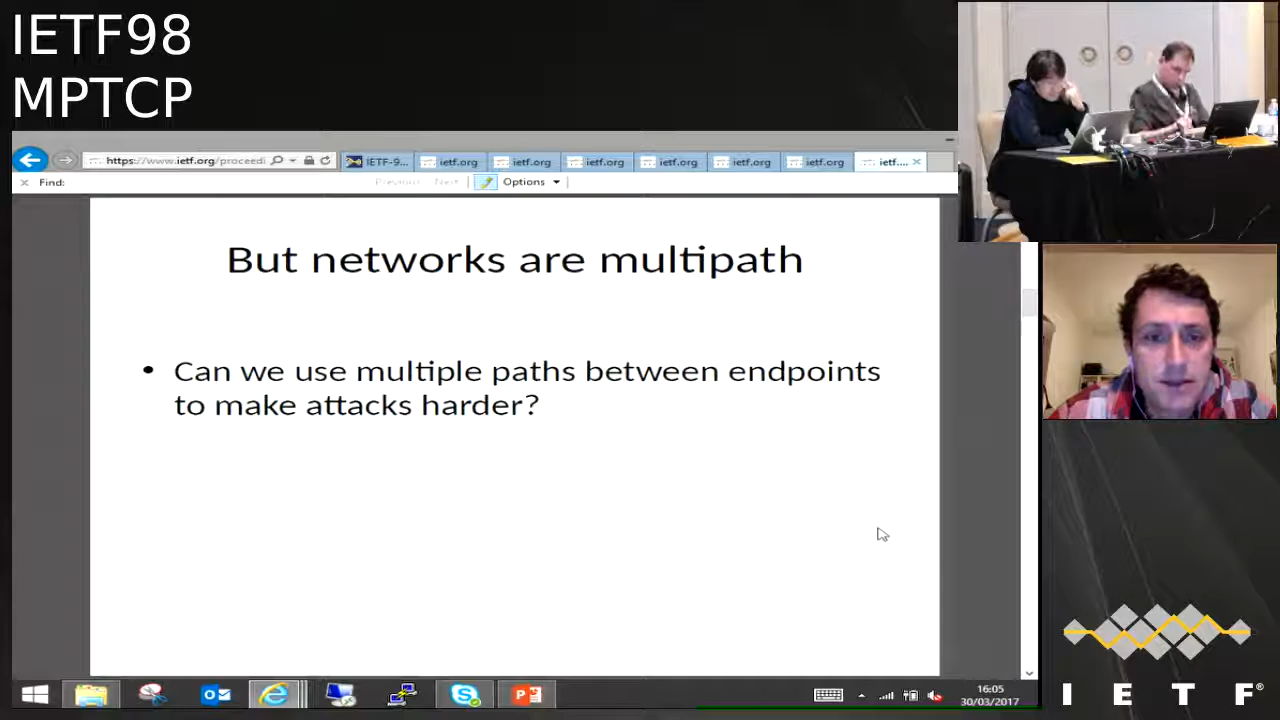 IETF98
MPTCP
https://www.ietf.org/proceedi
IETF-9...
ietf.org
ietf.org
ietf.org
ietf.org
ietf.org
ietf.org
ietf....
Find:
Previous
Next
Options
But networks are multipath
• Can we use multiple paths between endpoints
to make attacks harder?
16:05
30/03/2017
I E T F®